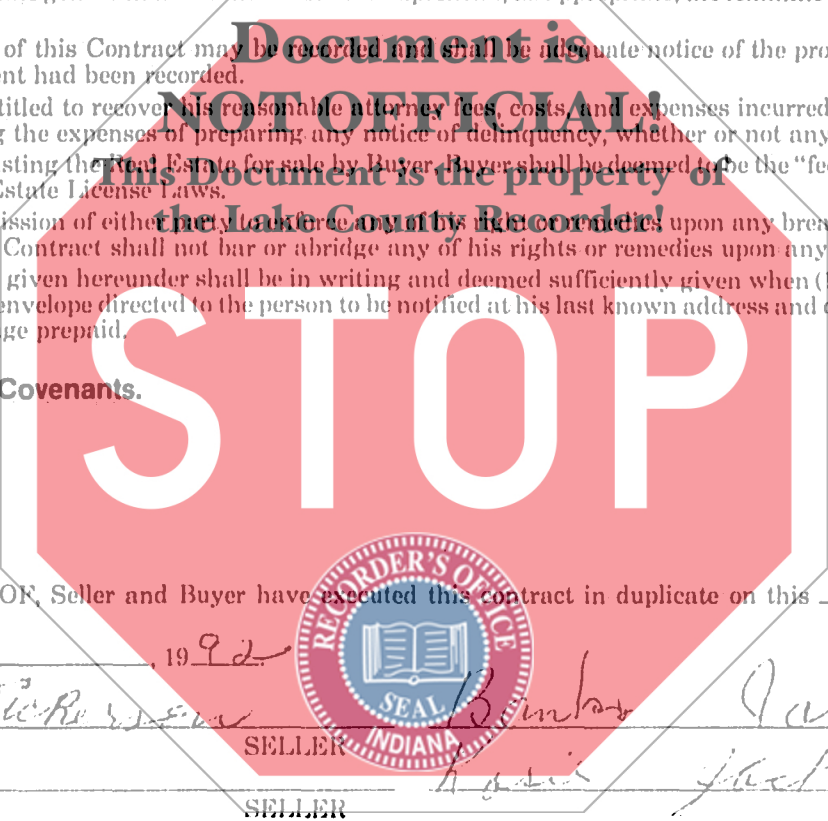 of this Contract may be recorded and shall be adequate notice of the pro
Document is
ent had been recorded.
NOT OFFICIAL!
titled to recover his reasonable attorney fees, costs, and expenses incurred
g the expenses of preparing any notice of delinquency, whether or not any
This Document is the property of
isting the Real Estate for sale by Buyer, Buyer shall be deemed to be the “fee
Estate License Laws.
the Lake County Recorder!
ission of either party to enforce any of his right or remedies upon any brea
Contract shall not bar or abridge any of his rights or remedies upon any
given hereunder shall be in writing and deemed sufficiently given when (
envelope directed to the person to be notified at his last known address and
ge prepaid.
STOP
Covenants.
RECORDER'S OFFICE
SEAL
INDIANA
OF, Seller and Buyer have executed this contract in duplicate on this
, 19 92
SELLER
SELLER